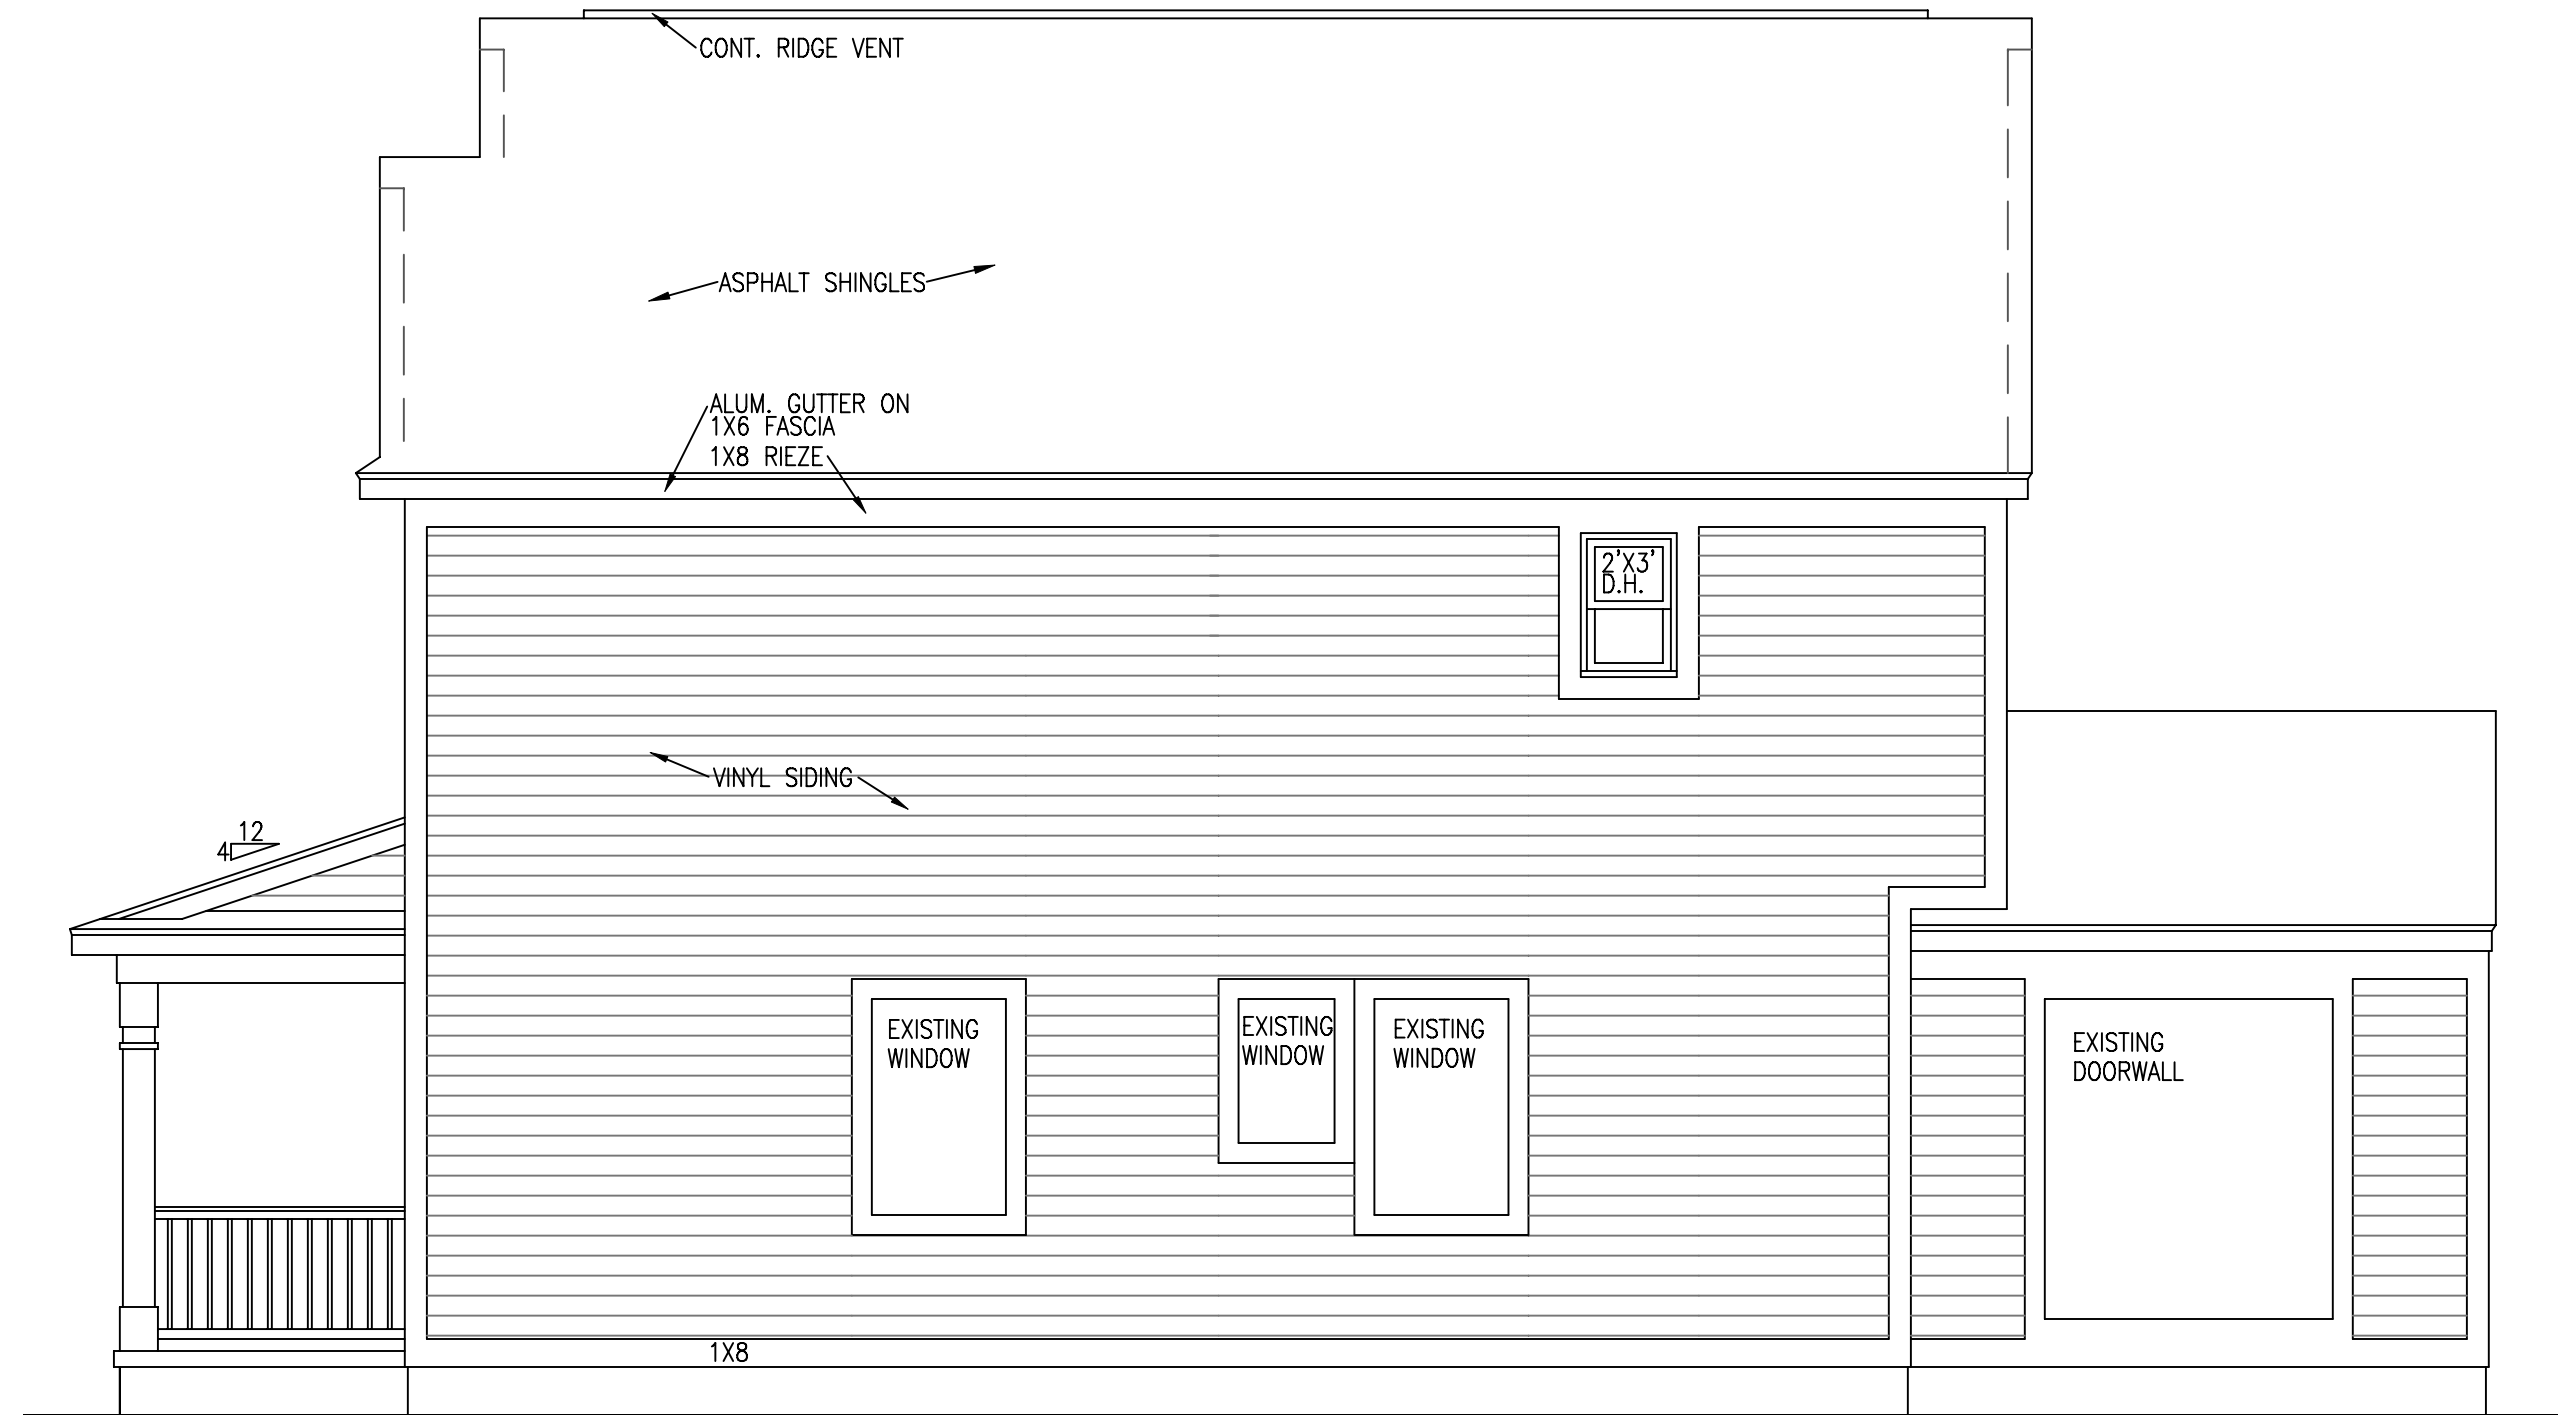 CONT. RIDGE VENT
ASPHALT SHINGLES
ALUM. GUTTER ON
1X6 FASCIA
1X8 RIEZE
2'X3'
D.H.
VINYL SIDING
12
4
EXISTING
WINDOW
EXISTING
WINDOW
EXISTING
WINDOW
EXISTING
DOORWALL
1X8